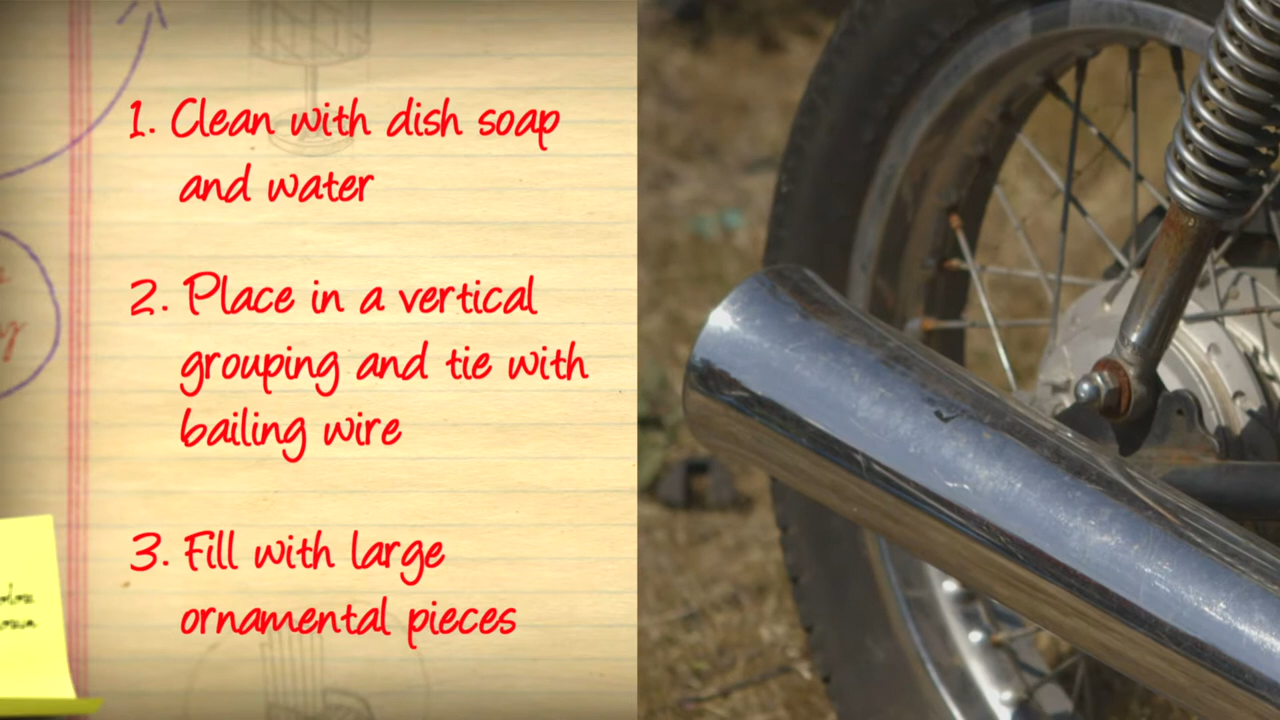 1. Clean with dish soap
and water
2. Place in a vertical
grouping and tie with
bailing wire
3. Fill with large
ornamental pieces